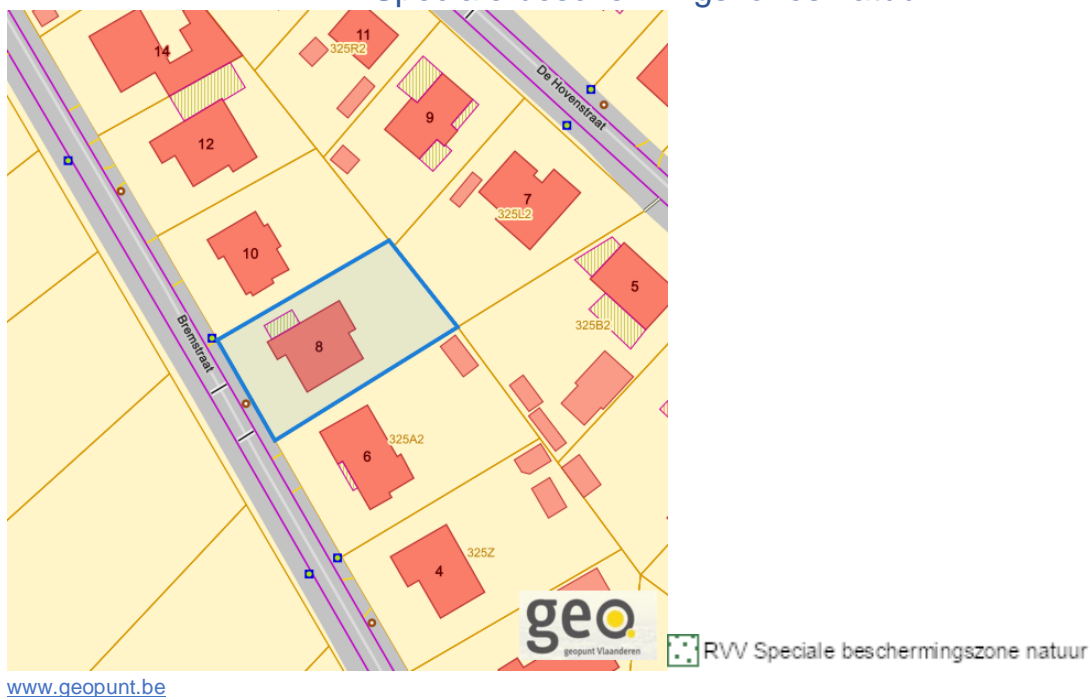 14
11
325R2
De Hovenstraat
9
12
7
325L2
10
5
325B2
Bremstraat
8
325A2
6
325Z
4
geo.
geopunt Vlaanderen
RVV Speciale beschermingszone natuur
www.geopunt.be